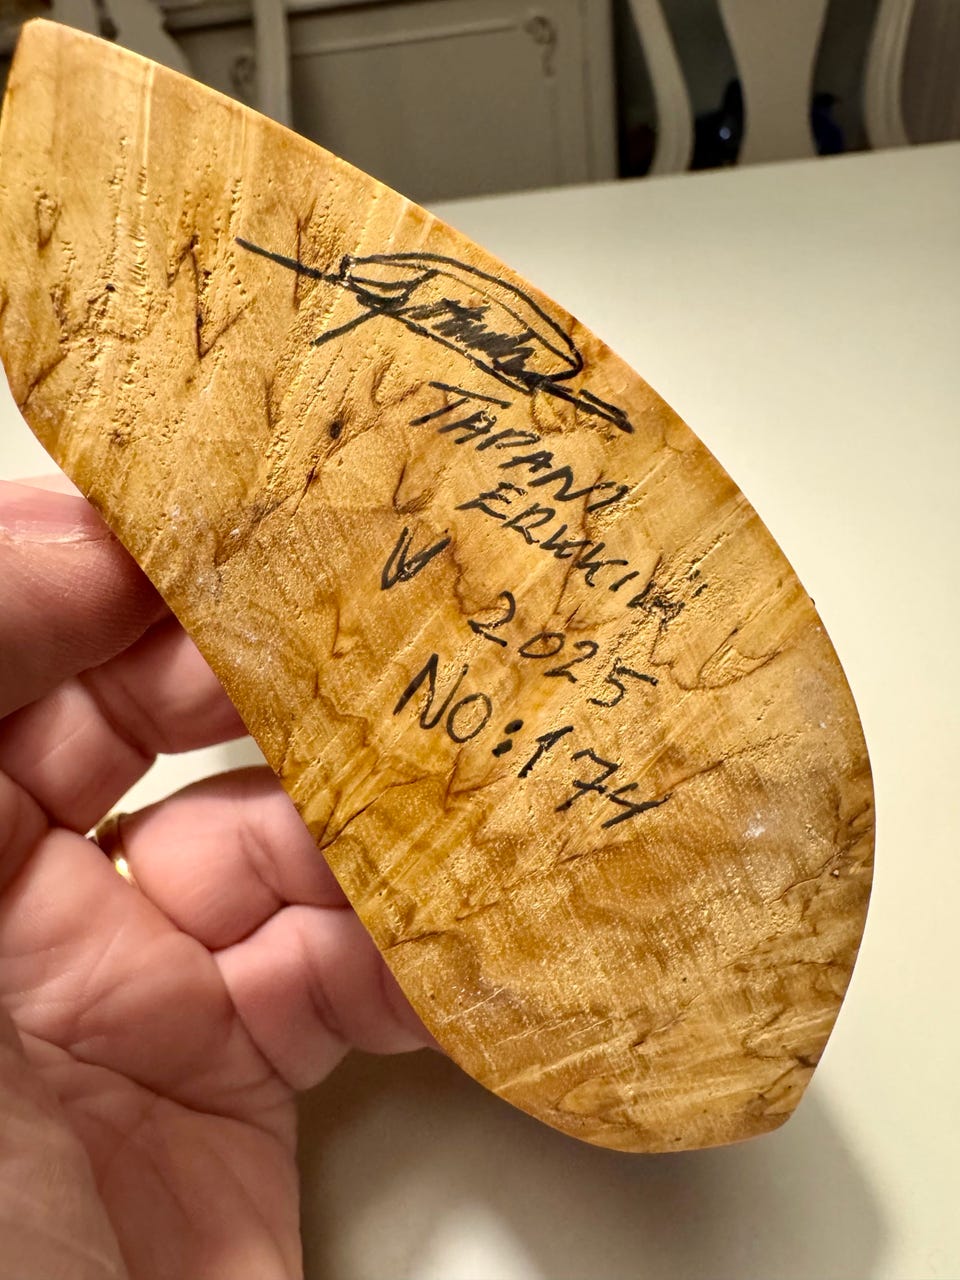 TAPANI
ERKKILÄ
2025
NO:174